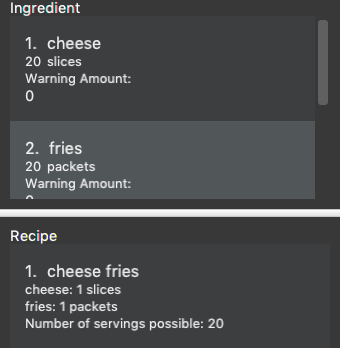 Ingredient
1. cheese
20 slices
Warning Amount:
0
2. fries
20 packets
Warning Amount:
Recipe
1. cheese fries
cheese: 1 slices
fries: 1 packets
Number of servings possible: 20